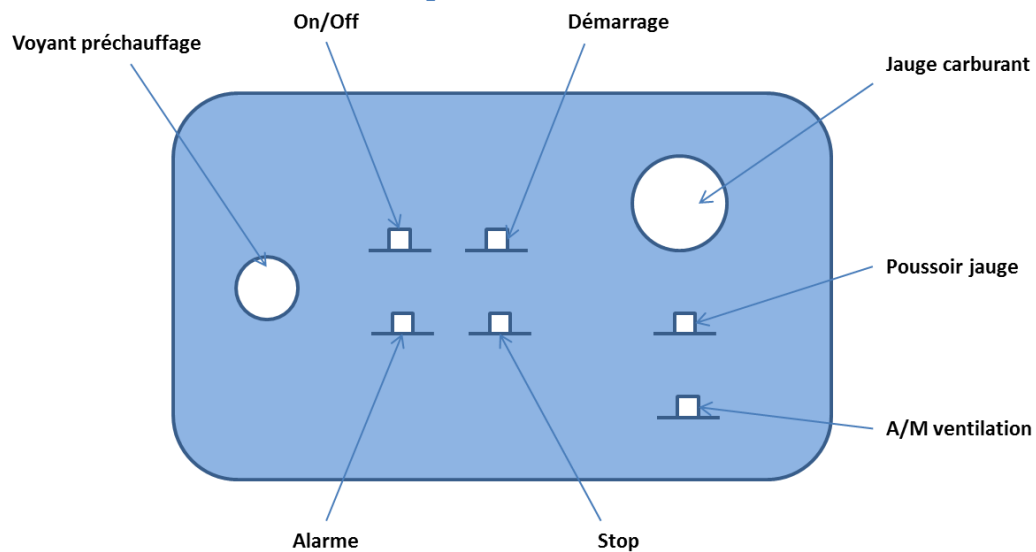 On/Off
Démarrage
Voyant préchauffage
Jauge carburant
Poussoir jauge
A/M ventilation
Alarme
Stop